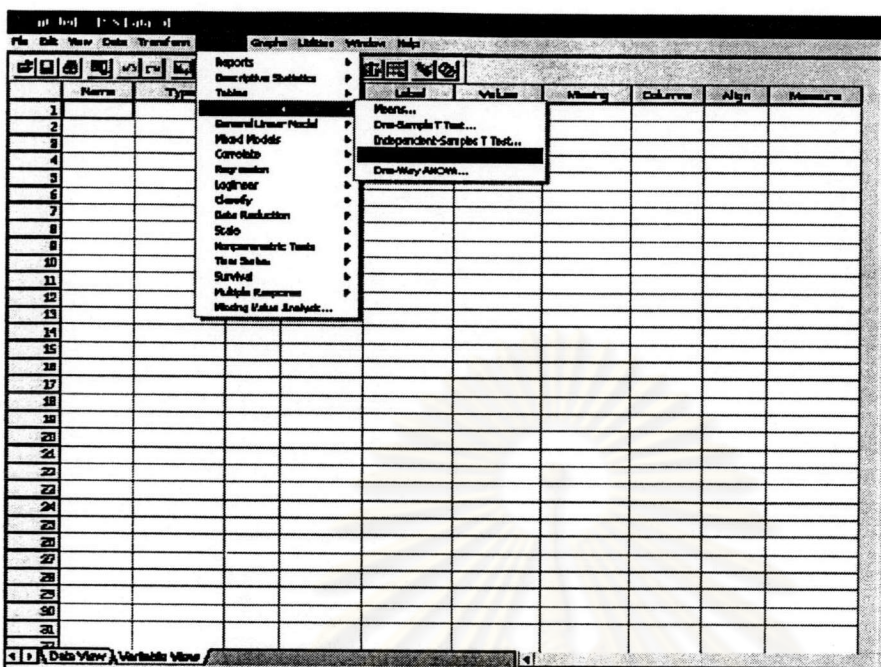 File Edit View Data Transform Graphs Utilities Window Help
Name Type Label Values Missing Columns Align Measure
Reports
Descriptive Statistics
Tables
General Linear Model
Mixed Models
Correlate
Regression
Loglinear
Classify
Data Reduction
Scale
Nonparametric Tests
Time Series
Survival
Multiple Response
Missing Value Analysis...
Means...
One-Sample T Test...
Independent-Samples T Test...
One-Way ANOVA...
1
2
3
4
5
6
7
8
9
10
11
12
13
14
15
16
17
18
19
20
21
22
23
24
25
26
27
28
29
30
31
Data View Variable View